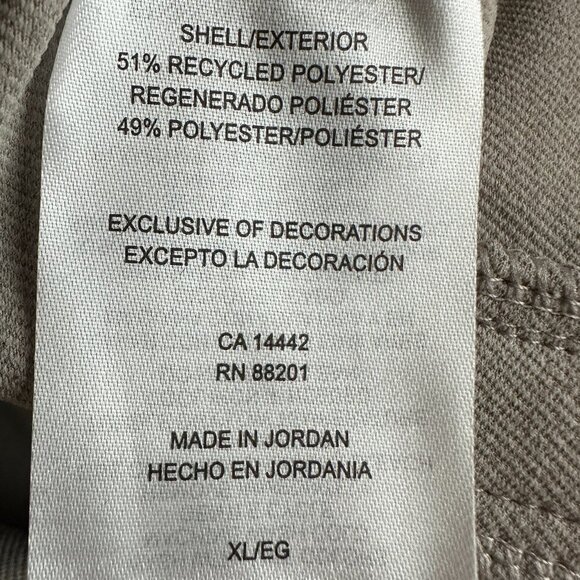 SHELL/EXTERIOR
51% RECYCLED POLYESTER/
REGENERADO POLIÉSTER
49% POLYESTER/POLIÉSTER
EXCLUSIVE OF DECORATIONS
EXCEPTO LA DECORACIÓN
CA 14442
RN 88201
MADE IN JORDAN
HECHO EN JORDANIA
XL/EG